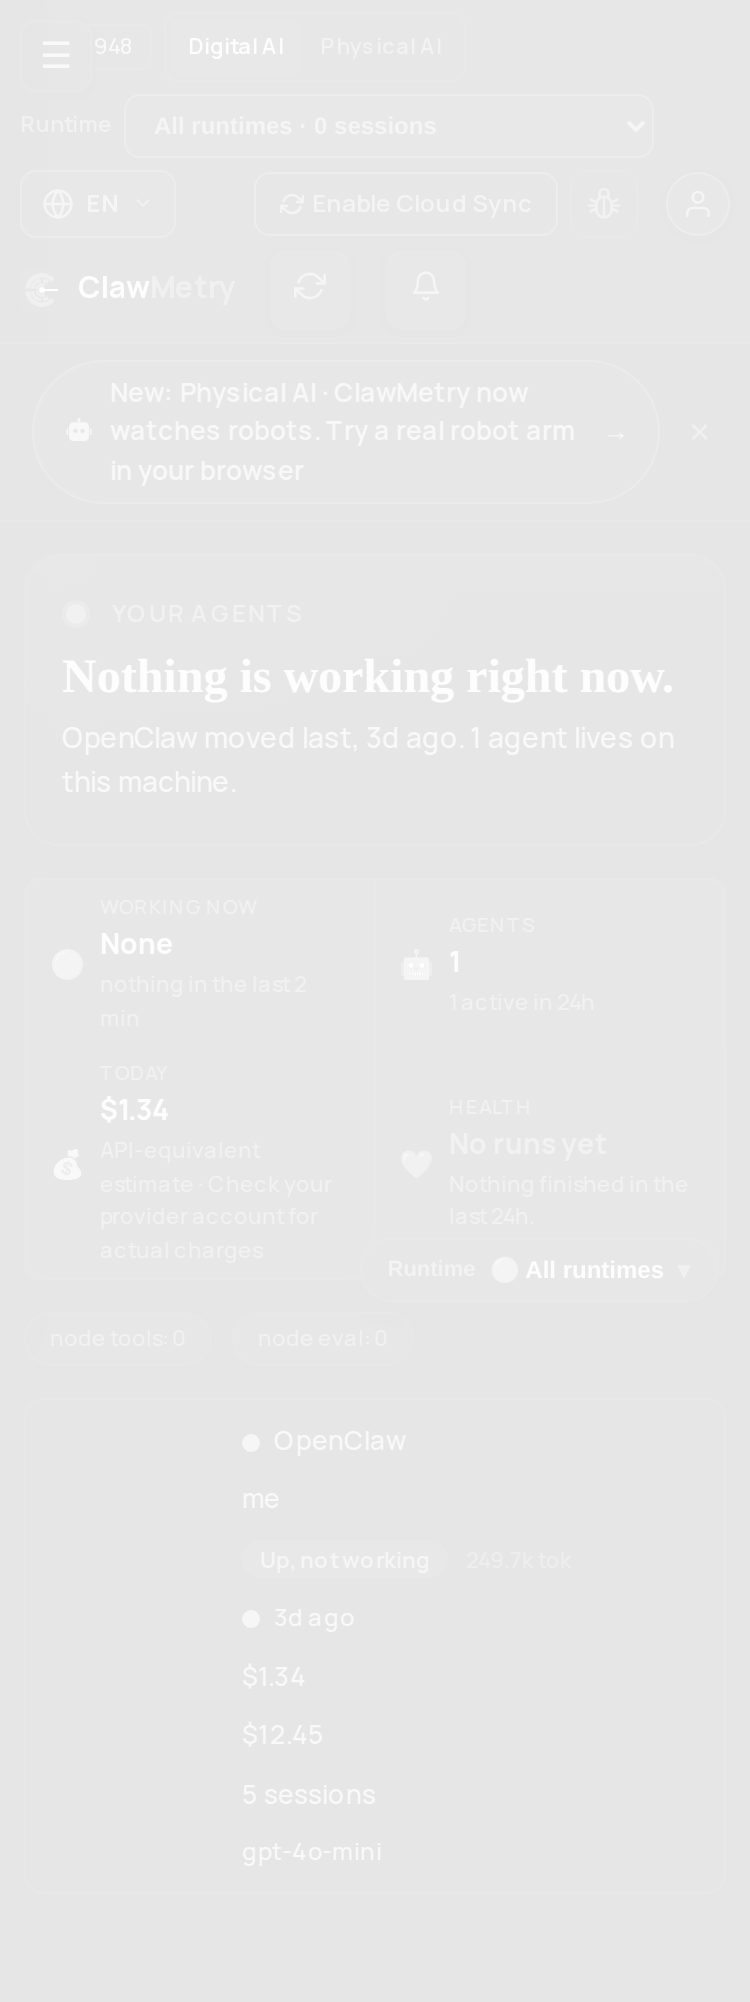 948
Digital AI
Physical AI
Runtime
All runtimes · 0 sessions
EN
Enable Cloud Sync
ClawMetry
New: Physical AI · ClawMetry now
watches robots. Try a real robot arm →
in your browser
YOUR AGENTS
Nothing is working right now.
OpenClaw moved last, 3d ago. 1 agent lives on
this machine.
WORKING NOW
None
nothing in the last 2
min
AGENTS
1
1 active in 24h
TODAY
$1.34
API-equivalent
estimate · Check your
provider account for
actual charges
HEALTH
No runs yet
Nothing finished in the
last 24h.
Runtime All runtimes ▾
node tools: 0
node eval: 0
OpenClaw
me
Up, not working
249.7k tok
3d ago
$1.34
$12.45
5 sessions
gpt-4o-mini